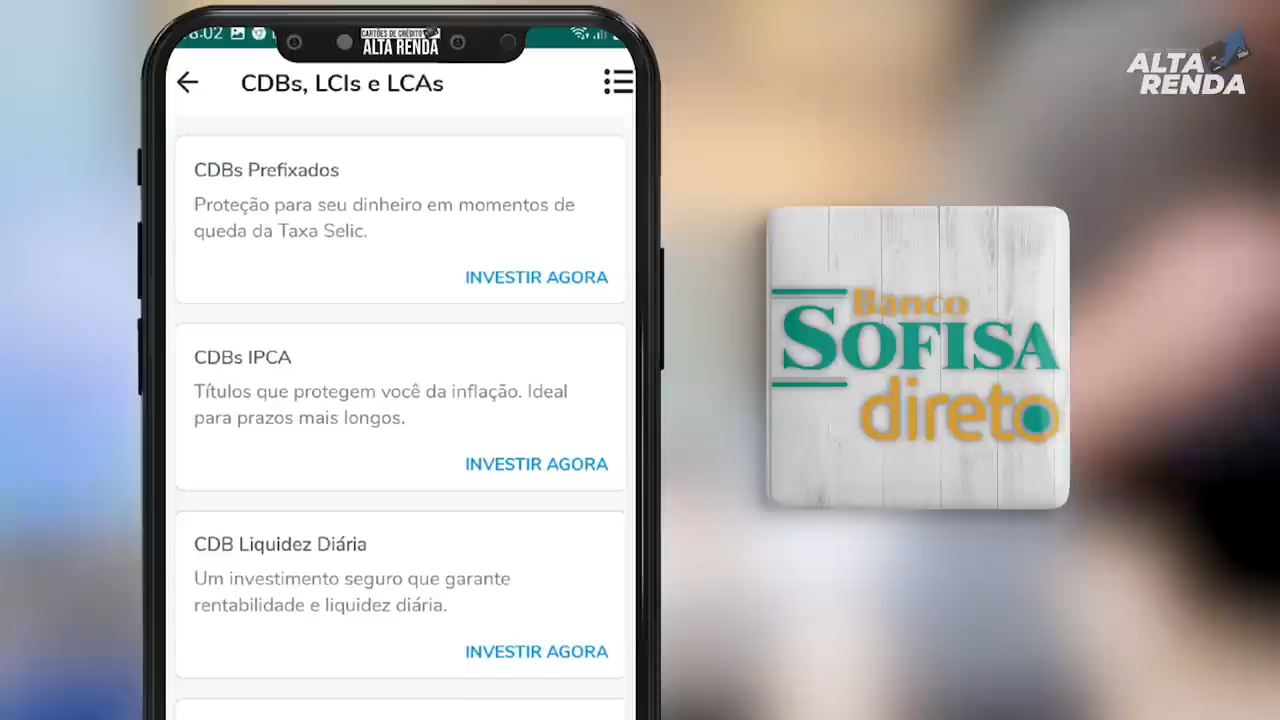 8:02
CARTÕES DE CRÉDITO
ALTA RENDA
CDBs, LCIs e LCAs
CDBs Prefixados
Proteção para seu dinheiro em momentos de
queda da Taxa Selic.
INVESTIR AGORA
CDBs IPCA
Títulos que protegem você da inflação. Ideal
para prazos mais longos.
INVESTIR AGORA
CDB Liquidez Diária
Um investimento seguro que garante
rentabilidade e liquidez diária.
INVESTIR AGORA
ALTA
RENDA
Banco
SOFISA
direto